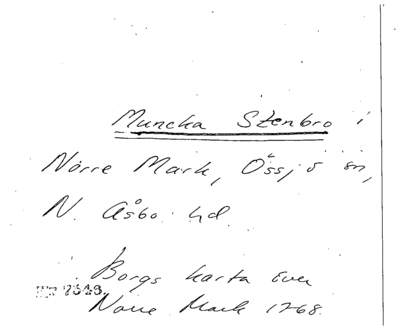 Muncka Stenbro i
Nörre Mark, Össjö sn,
N. Åsbo hd.
Borgs karta över
Nörre Mark 1768.